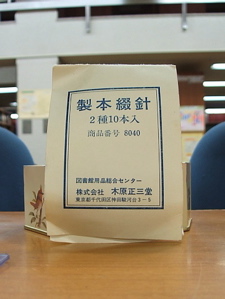 製本綴針
2種10本入
商品番号 8040
図書館用品総合センター
株式会社 木原正三堂
東京都千代田区神田駿河台3－5